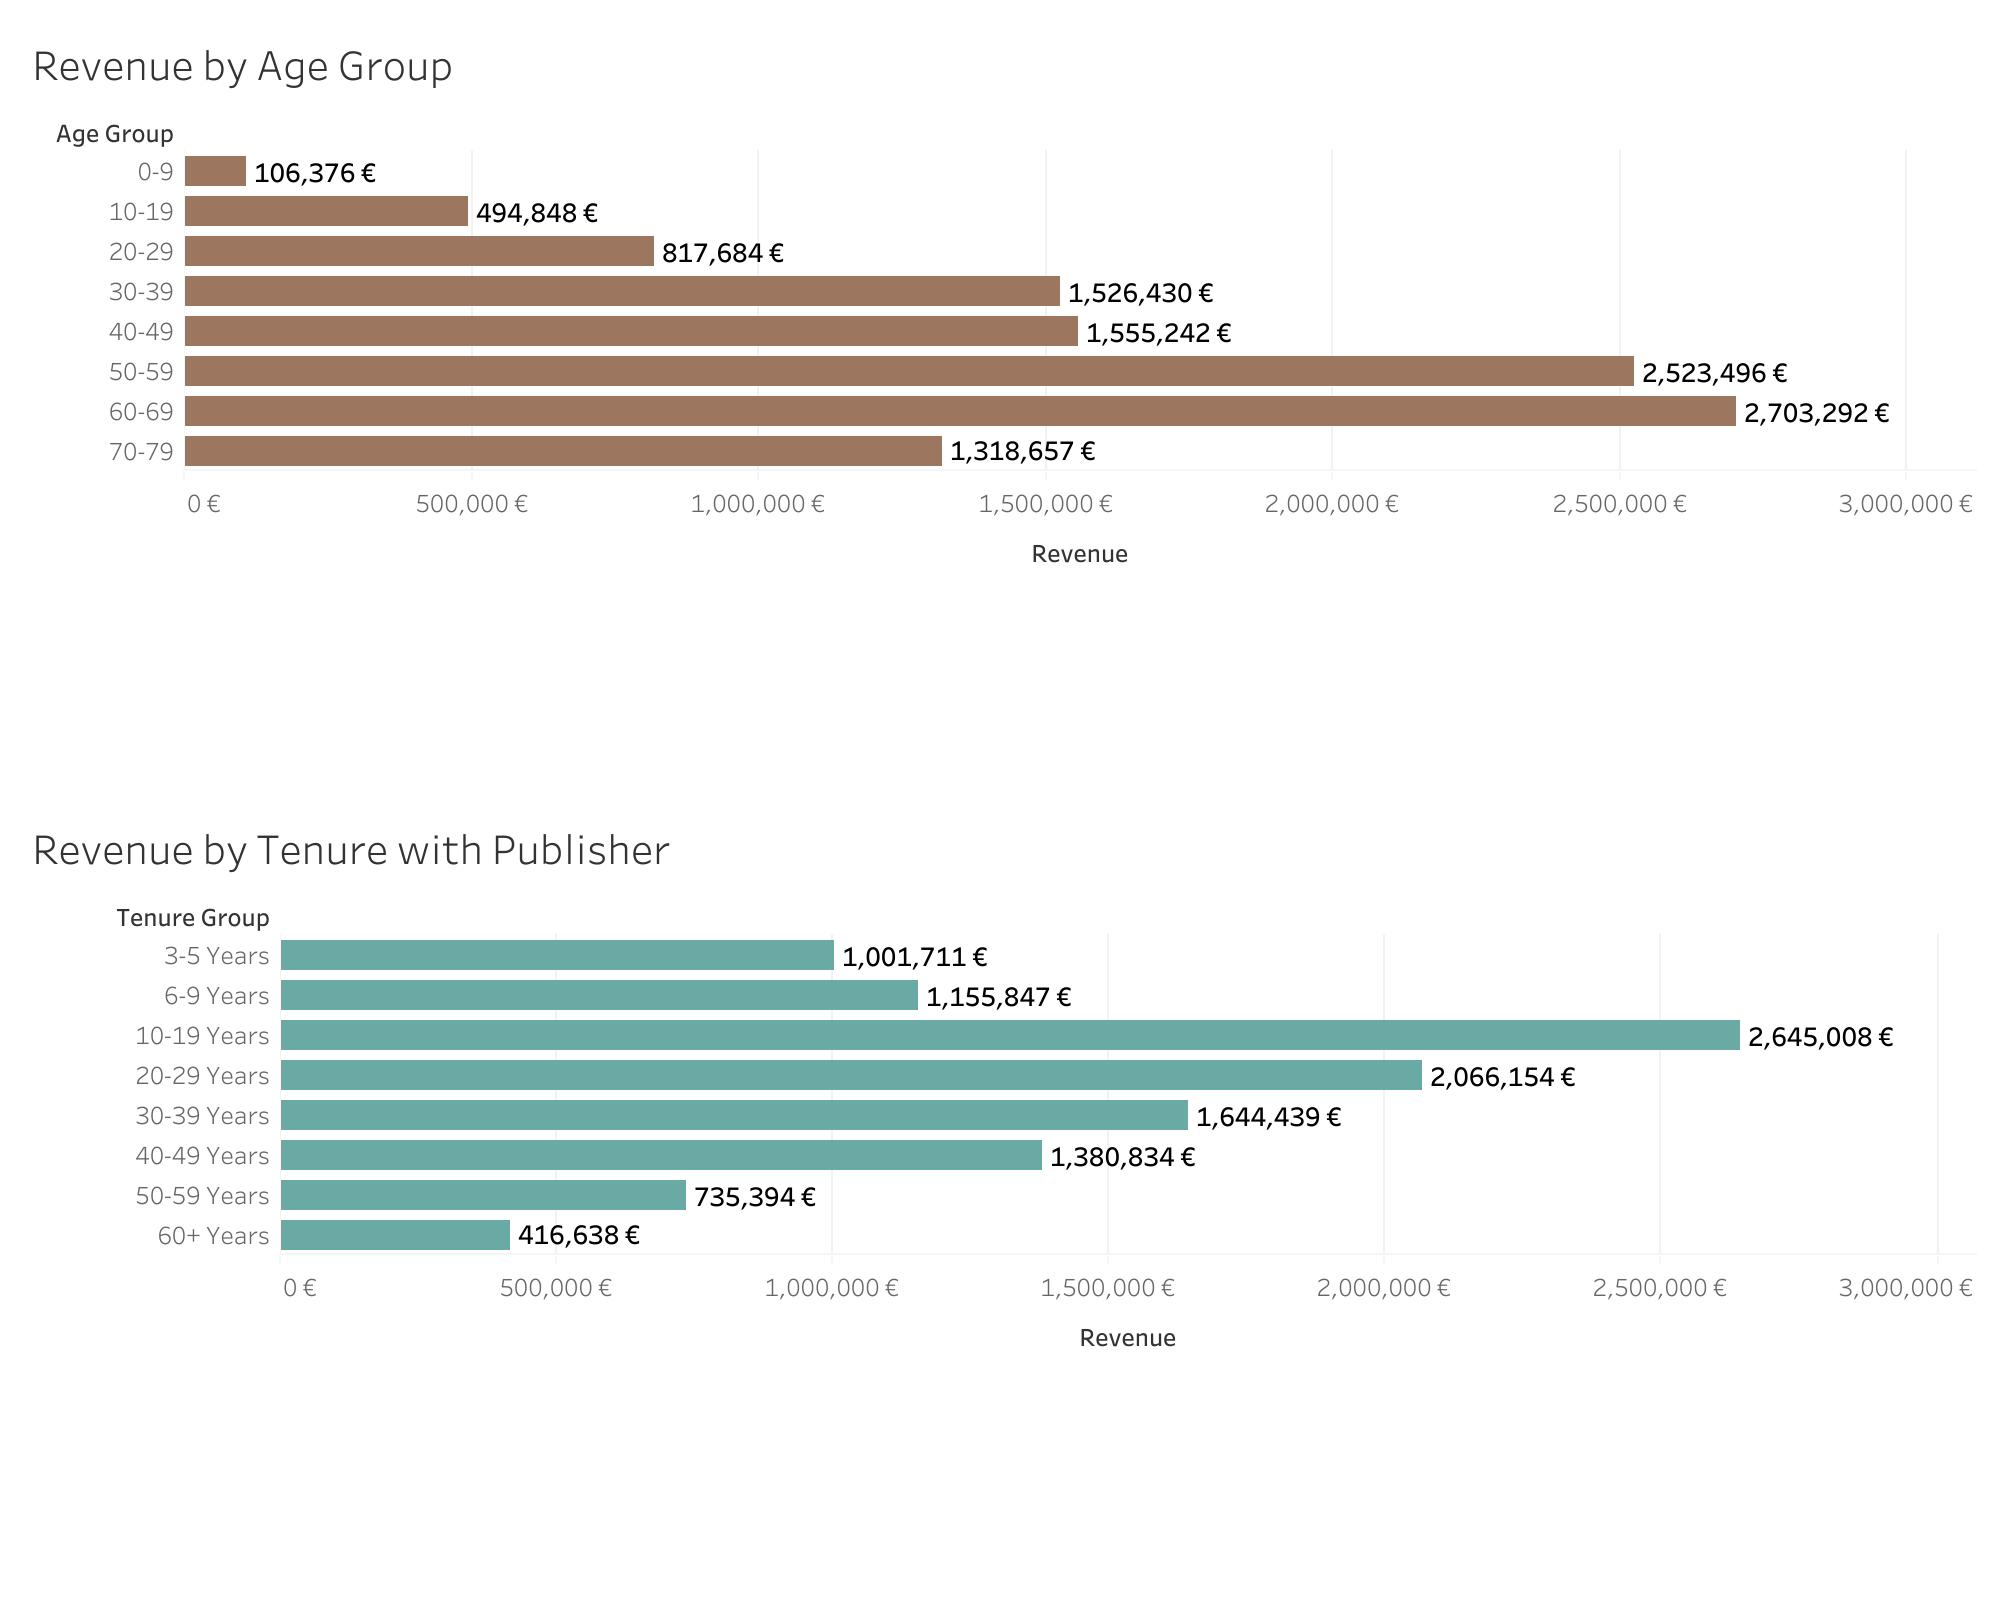 Revenue by Age Group
Age Group
0-9 106,376 €
10-19 494,848 €
20-29 817,684 €
30-39 1,526,430 €
40-49 1,555,242 €
50-59 2,523,496 €
60-69 2,703,292 €
70-79 1,318,657 €
0 € 500,000 € 1,000,000 € 1,500,000 € 2,000,000 € 2,500,000 € 3,000,000 €
Revenue
Revenue by Tenure with Publisher
Tenure Group
3-5 Years 1,001,711 €
6-9 Years 1,155,847 €
10-19 Years 2,645,008 €
20-29 Years 2,066,154 €
30-39 Years 1,644,439 €
40-49 Years 1,380,834 €
50-59 Years 735,394 €
60+ Years 416,638 €
0 € 500,000 € 1,000,000 € 1,500,000 € 2,000,000 € 2,500,000 € 3,000,000 €
Revenue